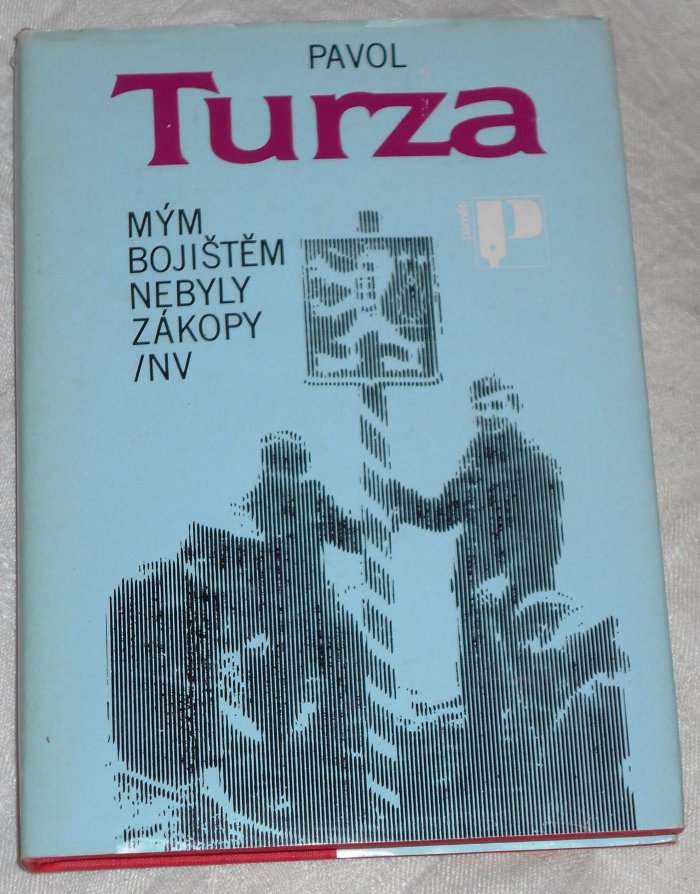 PAVOL
Turza
MÝM
BOJIŠTĚM
NEBYLY
ZÁKOPY
/NV
P